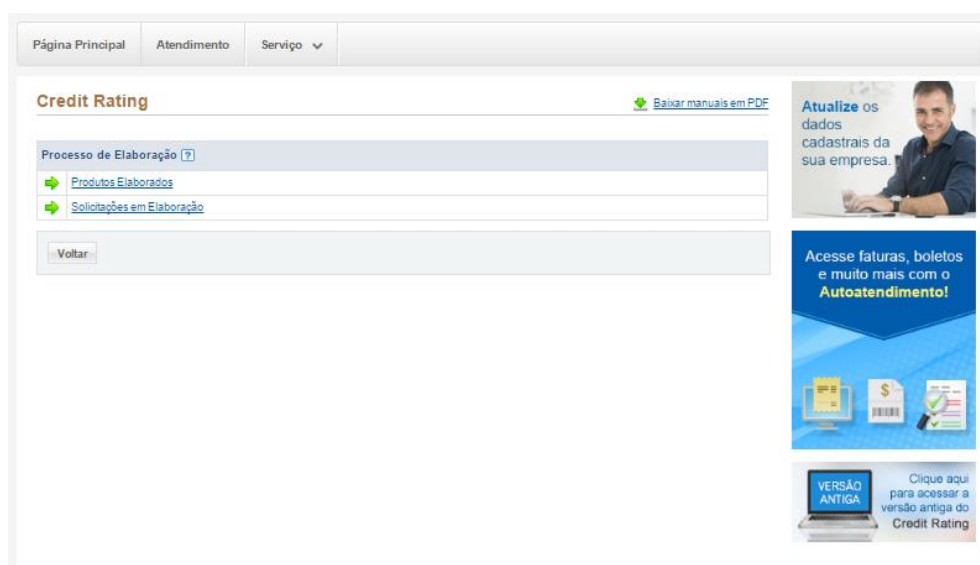 Página Principal
Atendimento
Serviço
Credit Rating
Baixar manuais em PDF
Processo de Elaboração [?]
Produtos Elaborados
Solicitações em Elaboração
Voltar
Atualize os
dados
cadastrais da
sua empresa.
Acesse faturas, boletos
e muito mais com o
Autoatendimento!
$
VERSÃO
ANTIGA
Clique aqui
para acessar a
versão antiga do
Credit Rating